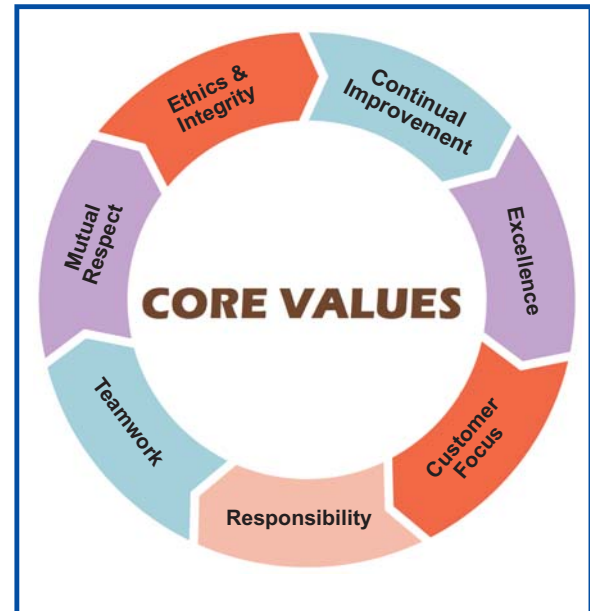 Ethics &
Integrity
Continual
Improvement
Excellence
Customer
Focus
Responsibility
Teamwork
Mutual
Respect
CORE VALUES